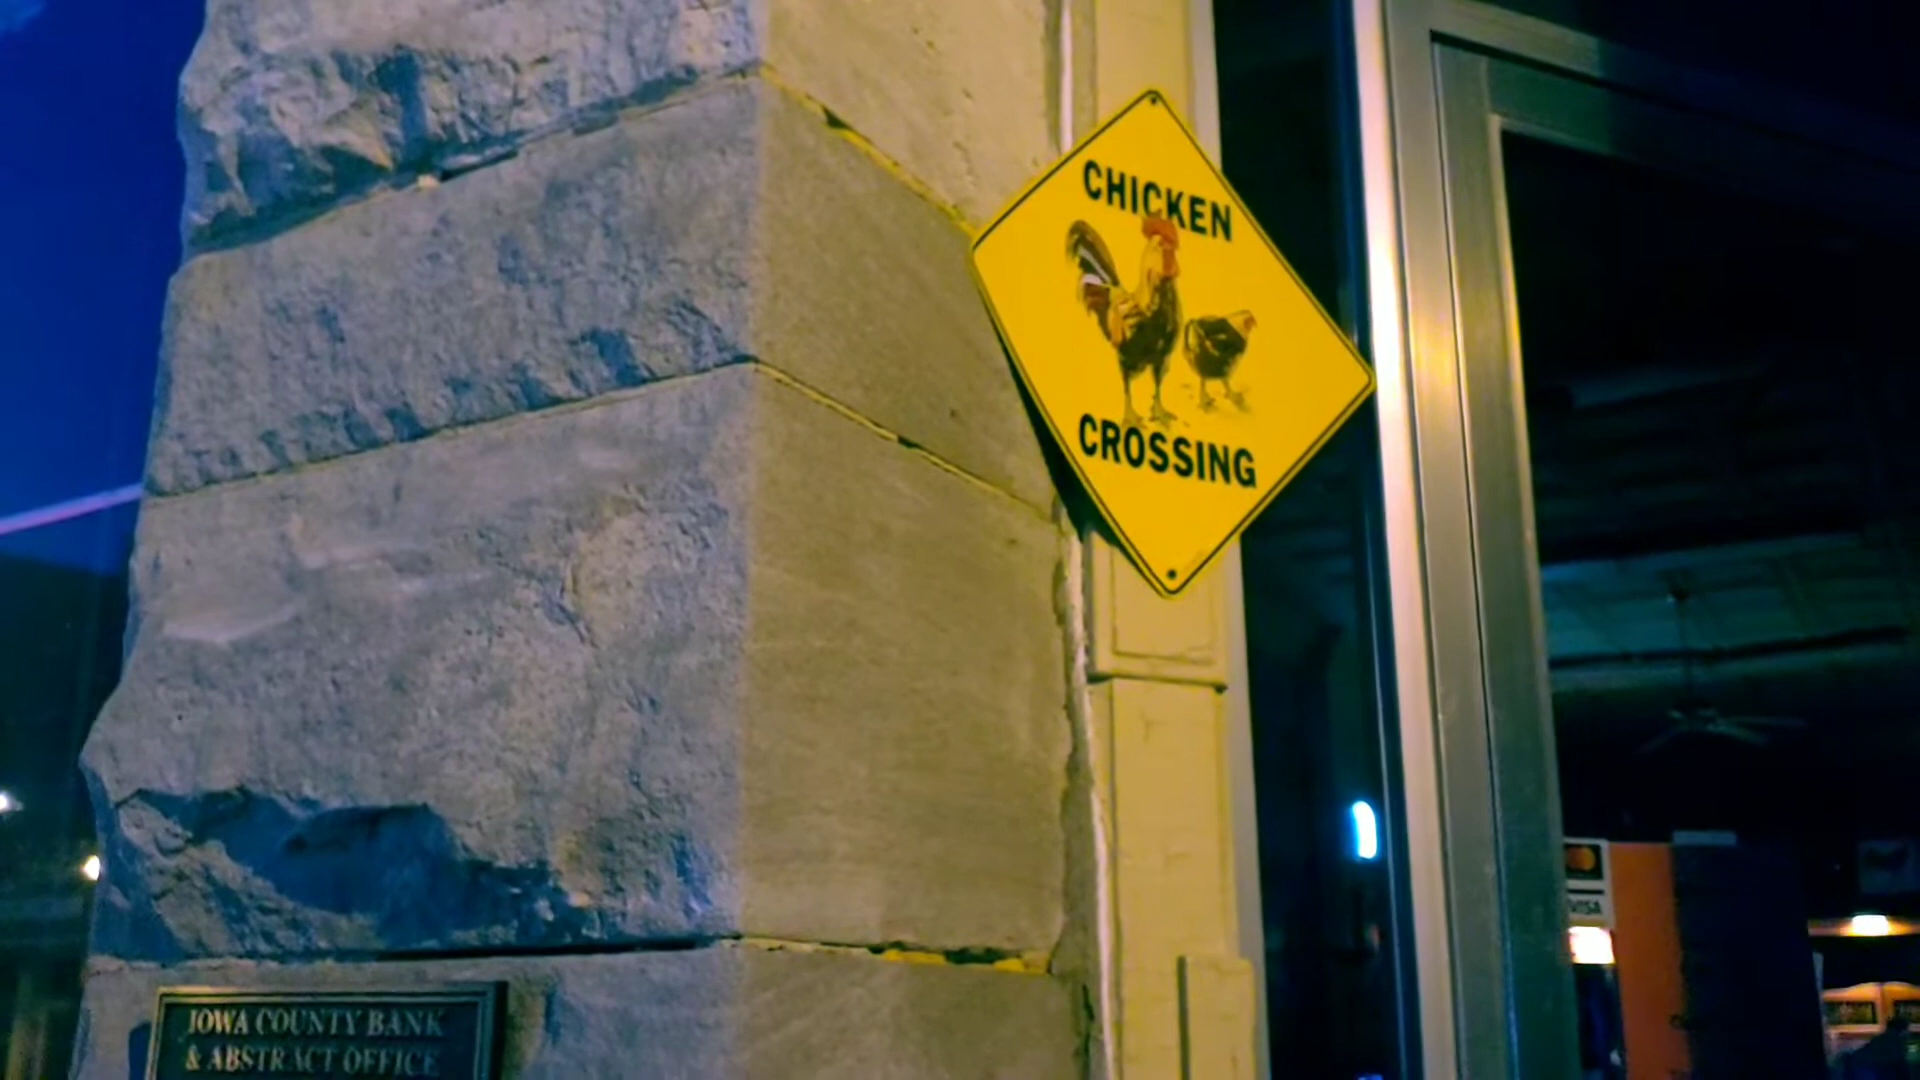 CHICKEN
CROSSING
VISA
IOWA COUNTY BANK
& ABSTRACT OFFICE